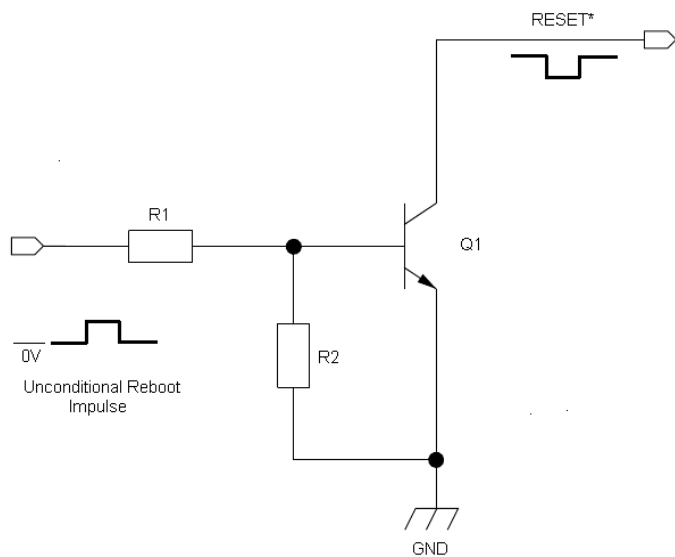 RESET*
R1
Q1
R2
0V
Unconditional Reboot
Impulse
GND